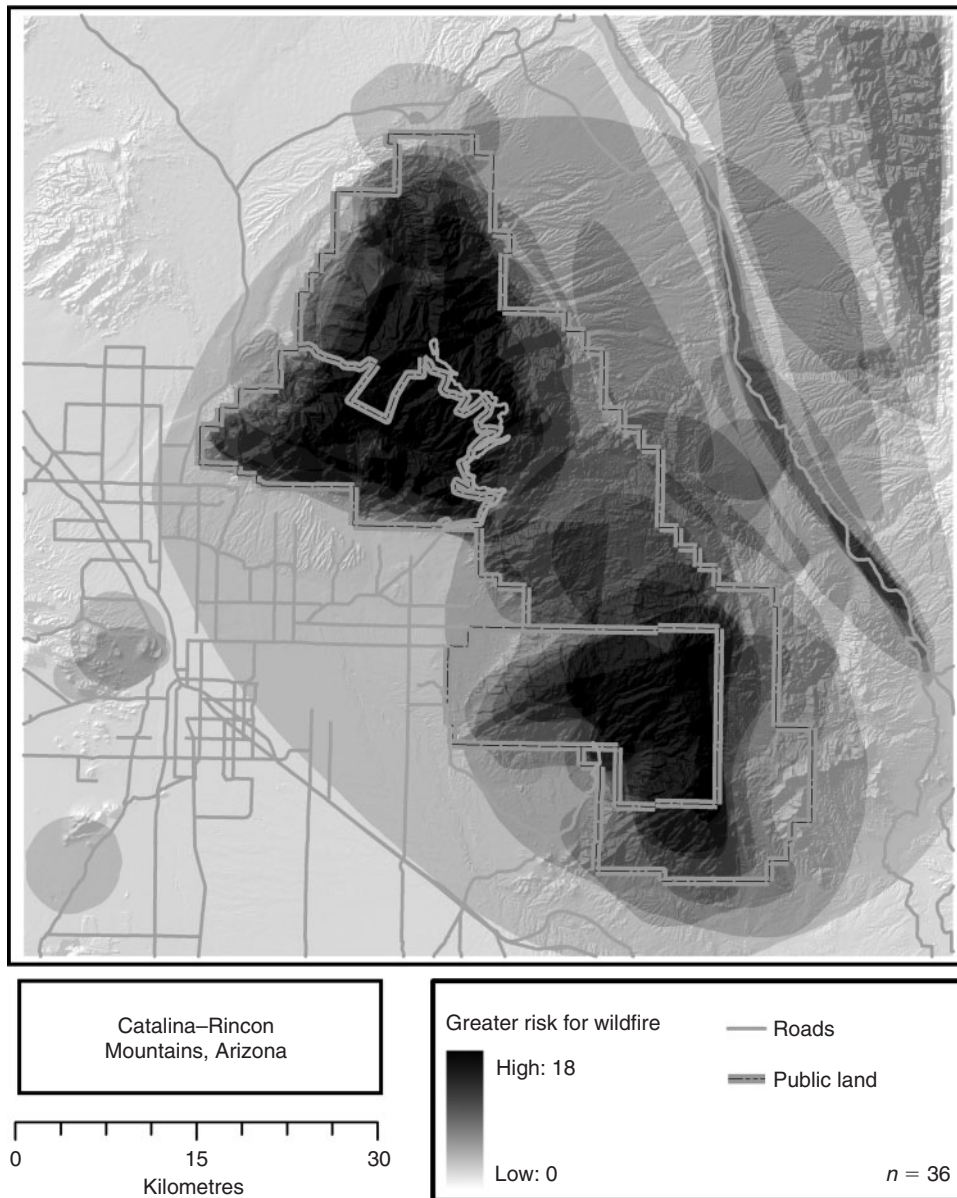 Catalina–Rincon
Mountains, Arizona
0
15
30
Kilometres
Greater risk for wildfire
High: 18
Low: 0
Roads
Public land
n = 36